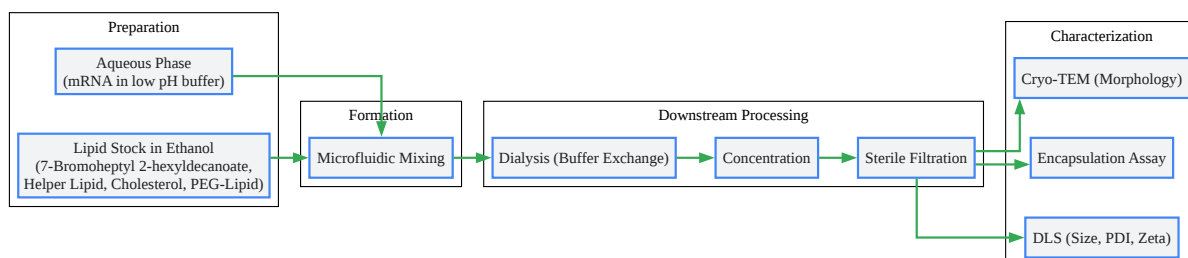 Preparation
Aqueous Phase
(mRNA in low pH buffer)
Lipid Stock in Ethanol
(7-Bromoheptyl 2-hexyldecanoate,
Helper Lipid, Cholesterol, PEG-Lipid)
Formation
Microfluidic Mixing
Downstream Processing
Dialysis (Buffer Exchange)
Concentration
Sterile Filtration
Characterization
Cryo-TEM (Morphology)
Encapsulation Assay
DLS (Size, PDI, Zeta)